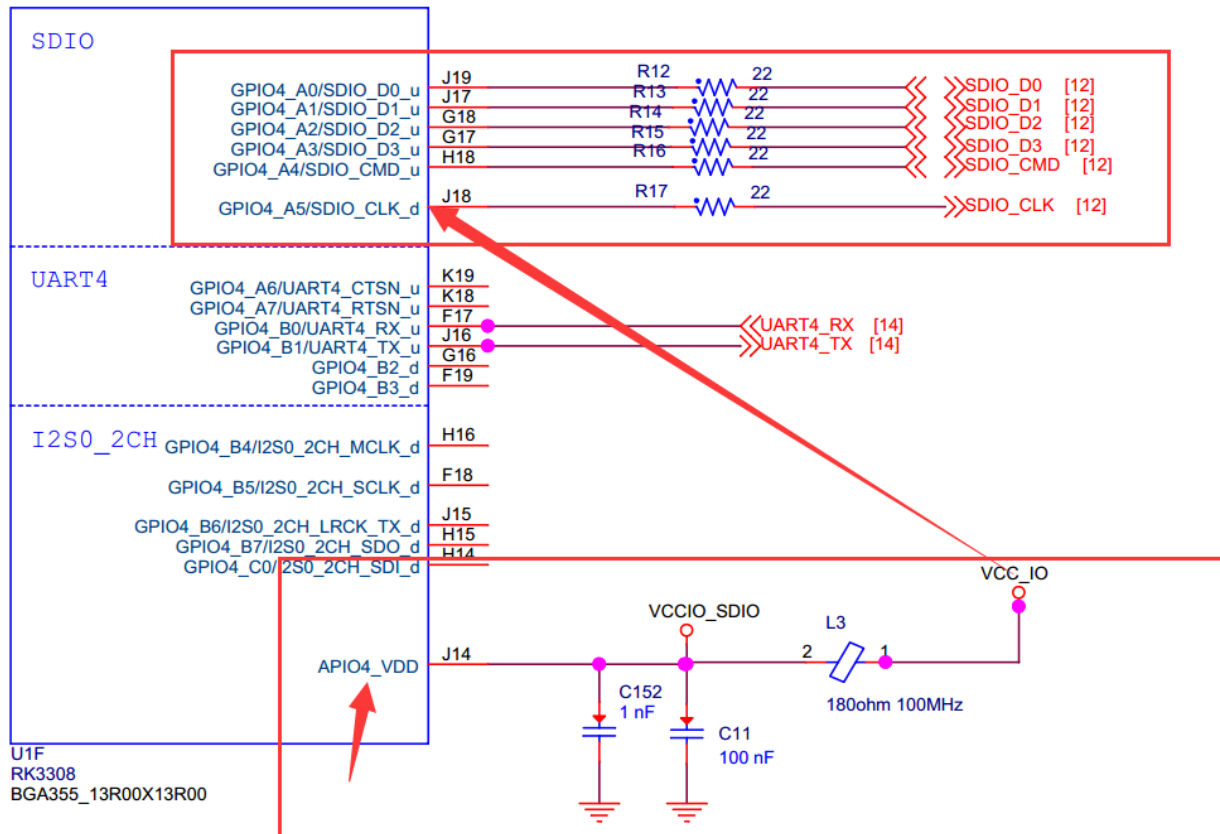 SDIO
GPIO4_A0/SDIO_D0_u J19 R12 22 SDIO_D0 [12]
GPIO4_A1/SDIO_D1_u J17 R13 22 SDIO_D1 [12]
GPIO4_A2/SDIO_D2_u G18 R14 22 SDIO_D2 [12]
GPIO4_A3/SDIO_D3_u G17 R15 22 SDIO_D3 [12]
GPIO4_A4/SDIO_CMD_u H18 R16 22 SDIO_CMD [12]
GPIO4_A5/SDIO_CLK_d J18 R17 22 SDIO_CLK [12]
UART4
GPIO4_A6/UART4_CTSN_u K19
GPIO4_A7/UART4_RTSN_u K18
GPIO4_B0/UART4_RX_u F17 UART4_RX [14]
GPIO4_B1/UART4_TX_u J16 UART4_TX [14]
GPIO4_B2_d G16
GPIO4_B3_d F19
I2S0_2CH
GPIO4_B4/I2S0_2CH_MCLK_d H16
GPIO4_B5/I2S0_2CH_SCLK_d F18
GPIO4_B6/I2S0_2CH_LRCK_TX_d J15
GPIO4_B7/I2S0_2CH_SDO_d H15
GPIO4_C0/I2S0_2CH_SDI_d H14
VCC_IO
VCCIO_SDIO
L3
APIO4_VDD J14 2 1
180ohm 100MHz
C152
1 nF
C11
100 nF
U1F
RK3308
BGA355_13R00X13R00